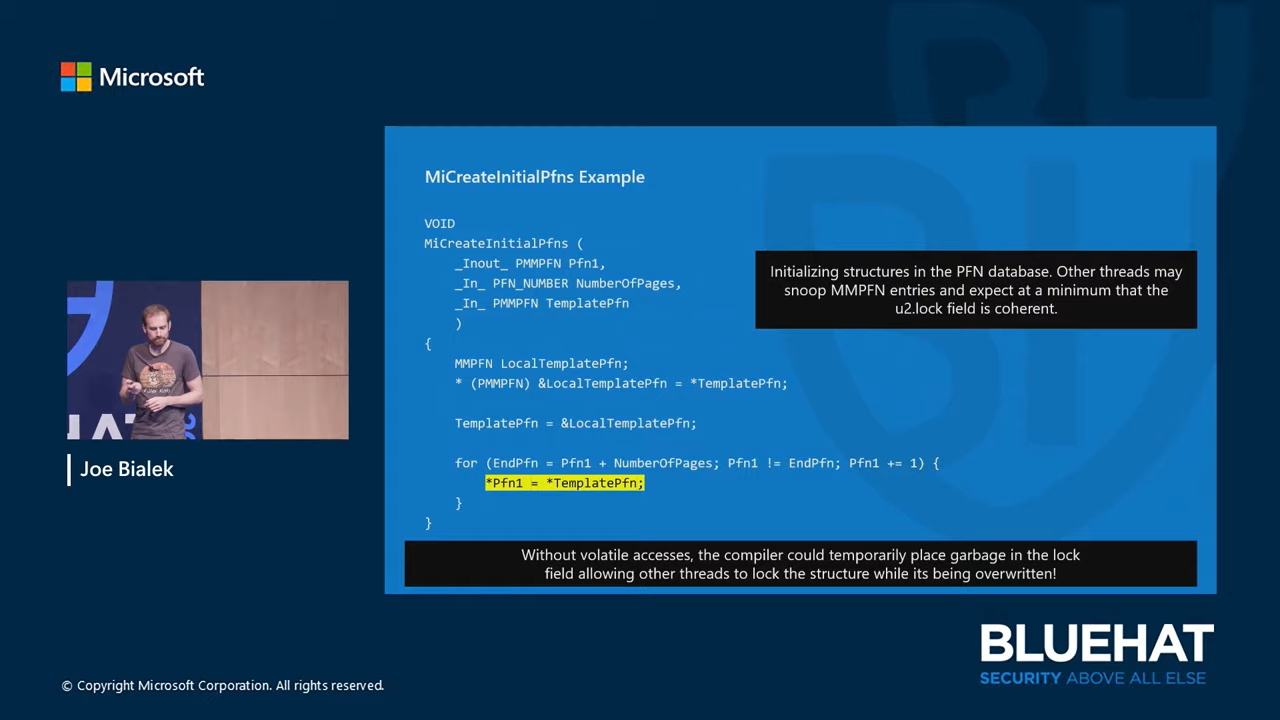 Microsoft
MiCreateInitialPfns Example
VOID
MiCreateInitialPfns (
_Inout_ PMMPFN Pfn1,
_In_ PFN_NUMBER NumberOfPages,
_In_ PMMPFN TemplatePfn
)
{
MMPFN LocalTemplatePfn;
* (PMMPFN) &LocalTemplatePfn = *TemplatePfn;
TemplatePfn = &LocalTemplatePfn;
for (EndPfn = Pfn1 + NumberOfPages; Pfn1 != EndPfn; Pfn1 += 1) {
*Pfn1 = *TemplatePfn;
}
}
Initializing structures in the PFN database. Other threads may
snoop MMPFN entries and expect at a minimum that the
u2.lock field is coherent.
Without volatile accesses, the compiler could temporarily place garbage in the lock
field allowing other threads to lock the structure while its being overwritten!
Joe Bialek
BLUEHAT
SECURITY ABOVE ALL ELSE
© Copyright Microsoft Corporation. All rights reserved.